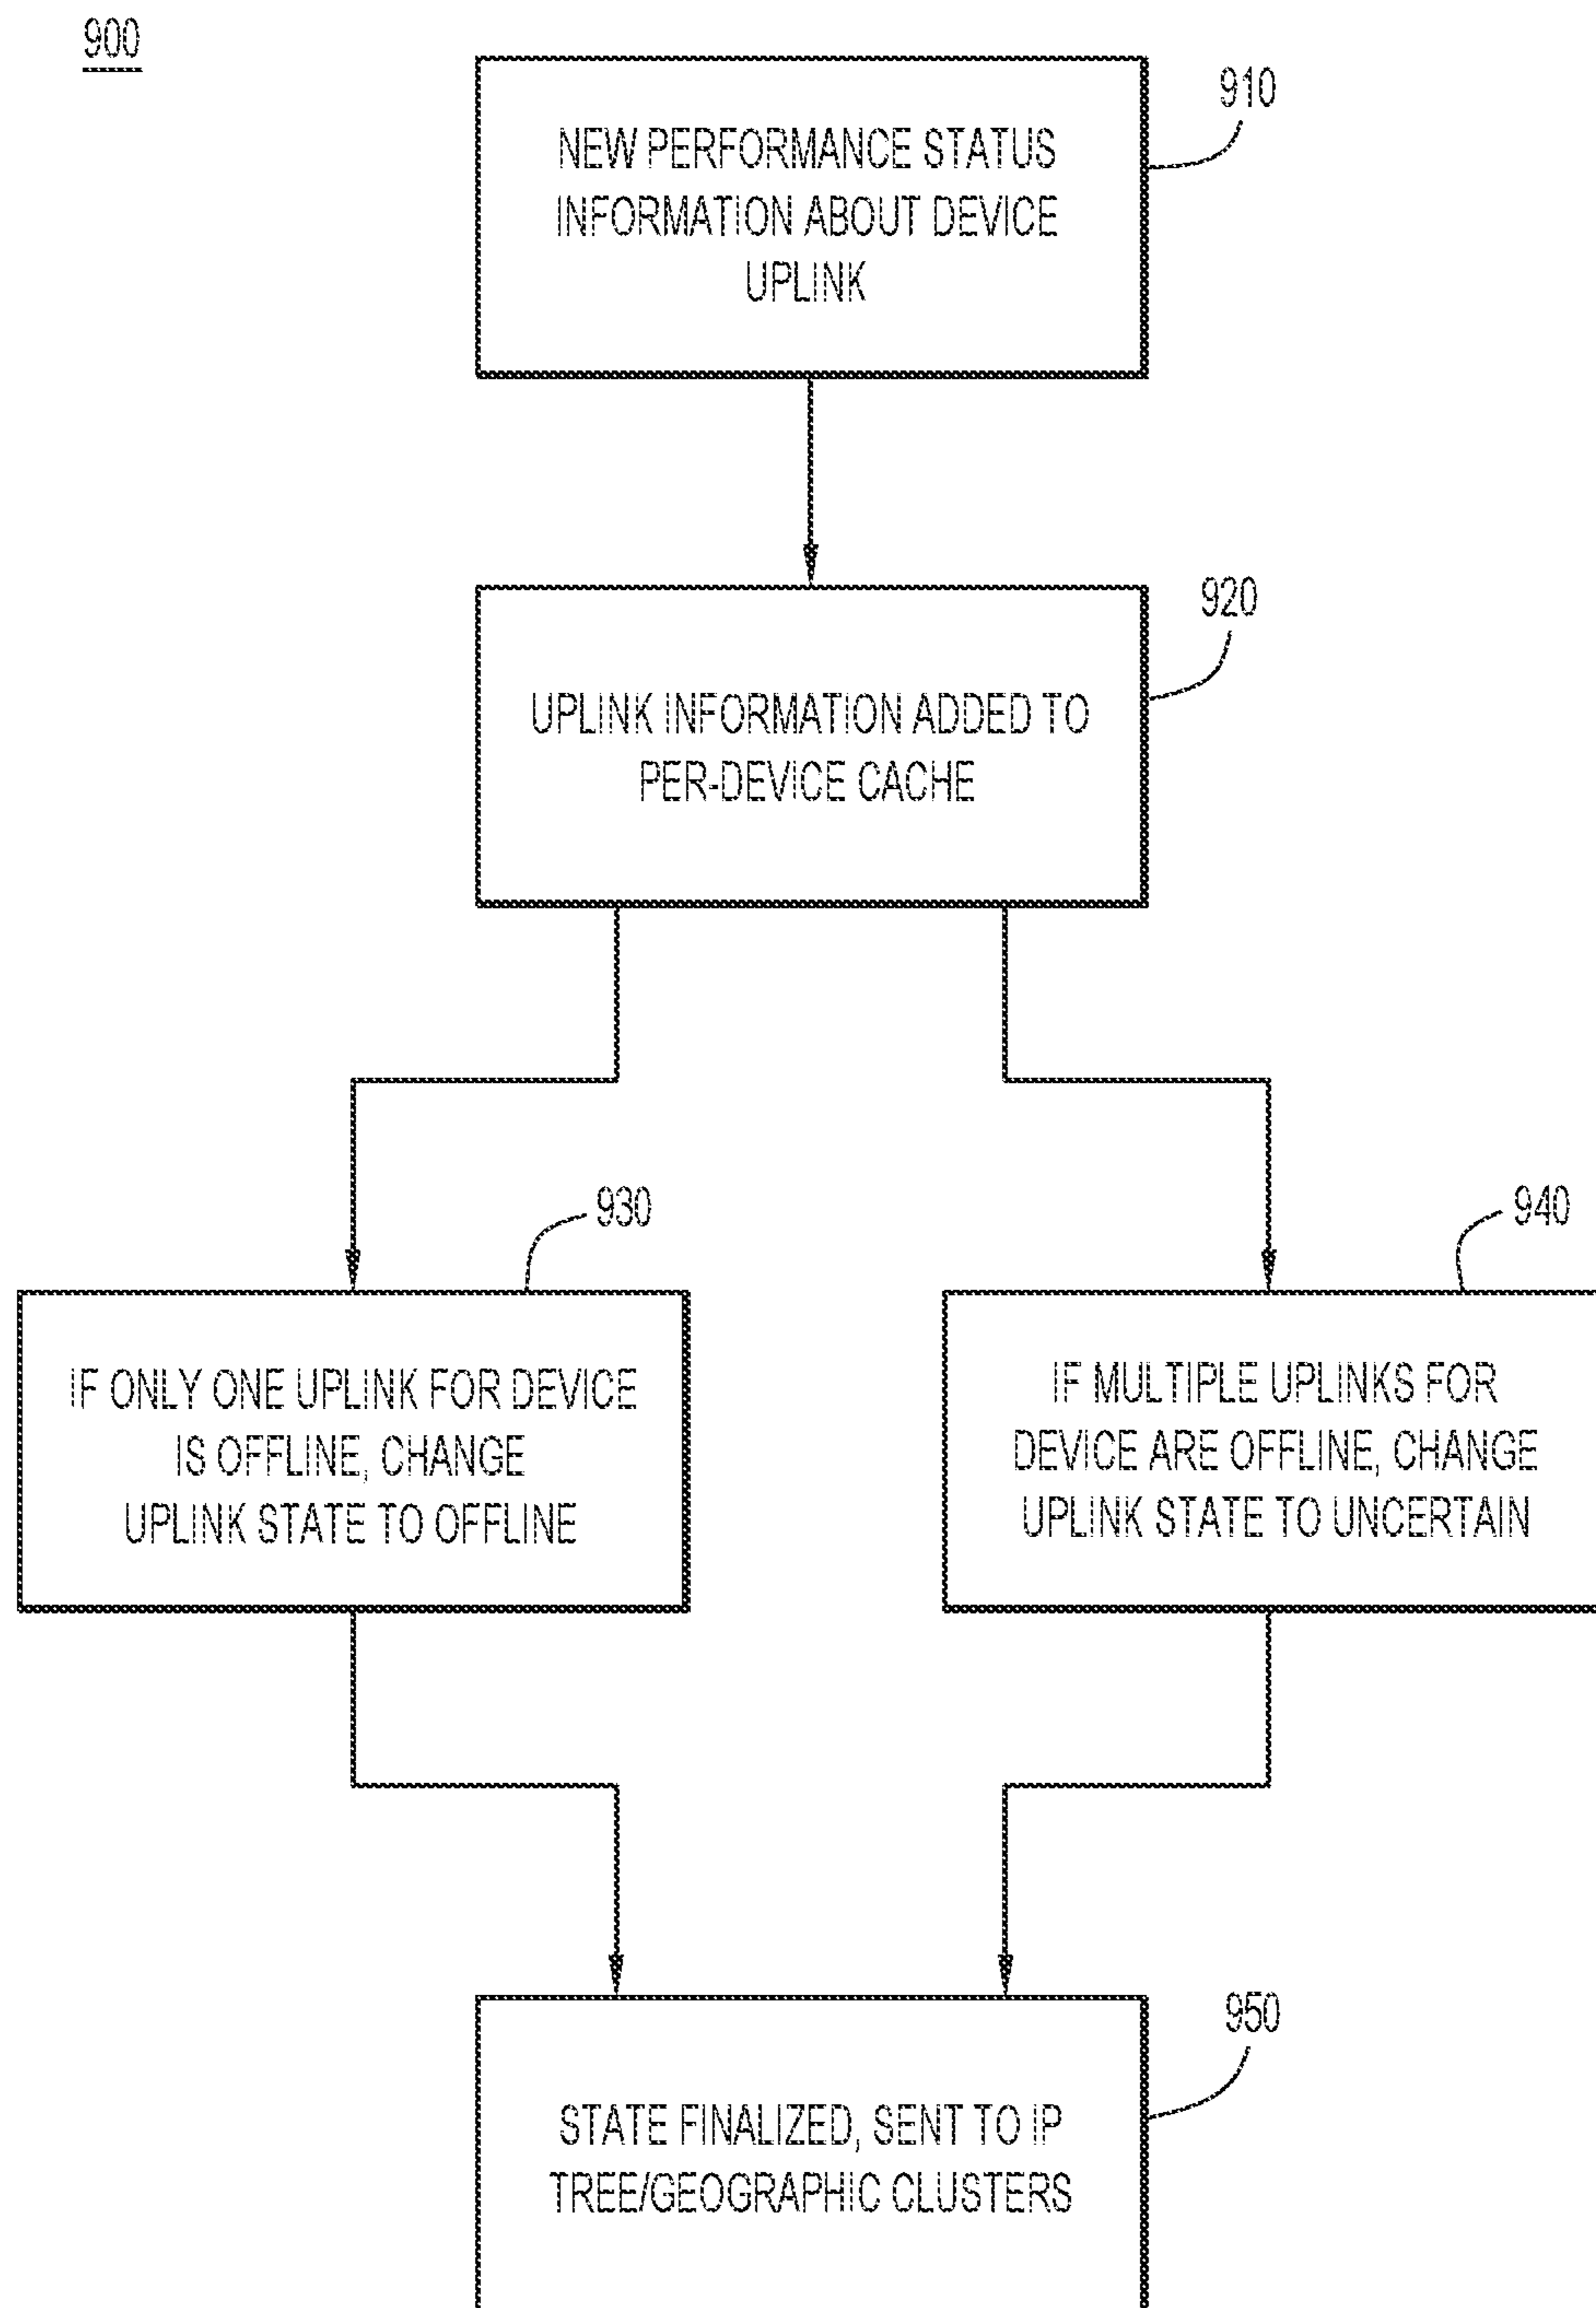 900
910
NEW PERFORMANCE STATUS
INFORMATION ABOUT DEVICE
UPLINK
920
UPLINK INFORMATION ADDED TO
PER-DEVICE CACHE
930
IF ONLY ONE UPLINK FOR DEVICE
IS OFFLINE, CHANGE
UPLINK STATE TO OFFLINE
940
IF MULTIPLE UPLINKS FOR
DEVICE ARE OFFLINE, CHANGE
UPLINK STATE TO UNCERTAIN
950
STATE FINALIZED, SENT TO IP
TREE/GEOGRAPHIC CLUSTERS